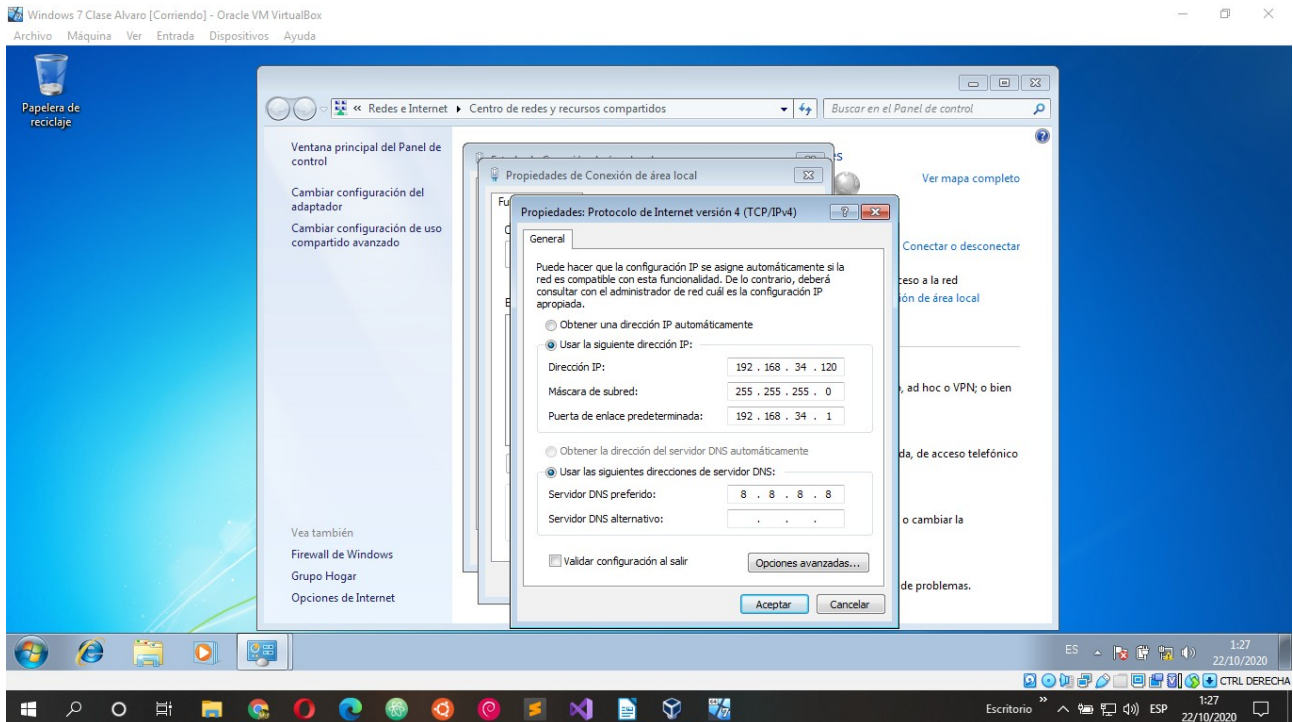 Windows 7 Clase Alvaro [Corriendo] - Oracle VM VirtualBox
Archivo Máquina Ver Entrada Dispositivos Ayuda
Papelera de
reciclaje
« Redes e Internet Centro de redes y recursos compartidos
Buscar en el Panel de control
Ventana principal del Panel de
control
Cambiar configuración del
adaptador
Cambiar configuración de uso
compartido avanzado
Ver mapa completo
Propiedades de Conexión de área local
Fu
Propiedades: Protocolo de Internet versión 4 (TCP/IPv4)
General
Puede hacer que la configuración IP se asigne automáticamente si la
red es compatible con esta funcionalidad. De lo contrario, deberá
consultar con el administrador de red cuál es la configuración IP
apropiada.
Obtener una dirección IP automáticamente
Usar la siguiente dirección IP:
Dirección IP: 192 . 168 . 34 . 120
Máscara de subred: 255 . 255 . 255 . 0
Puerta de enlace predeterminada: 192 . 168 . 34 . 1
Obtener la dirección del servidor DNS automáticamente
Usar las siguientes direcciones de servidor DNS:
Servidor DNS preferido: 8 . 8 . 8 . 8
Servidor DNS alternativo: . . .
Validar configuración al salir
Opciones avanzadas...
Aceptar Cancelar
Conectar o desconectar
ceso a la red
ión de área local
, ad hoc o VPN; o bien
da, de acceso telefónico
o cambiar la
de problemas.
Vea también
Firewall de Windows
Grupo Hogar
Opciones de Internet
ES
1:27
22/10/2020
CTRL DERECHA
Escritorio
ESP
1:27
22/10/2020